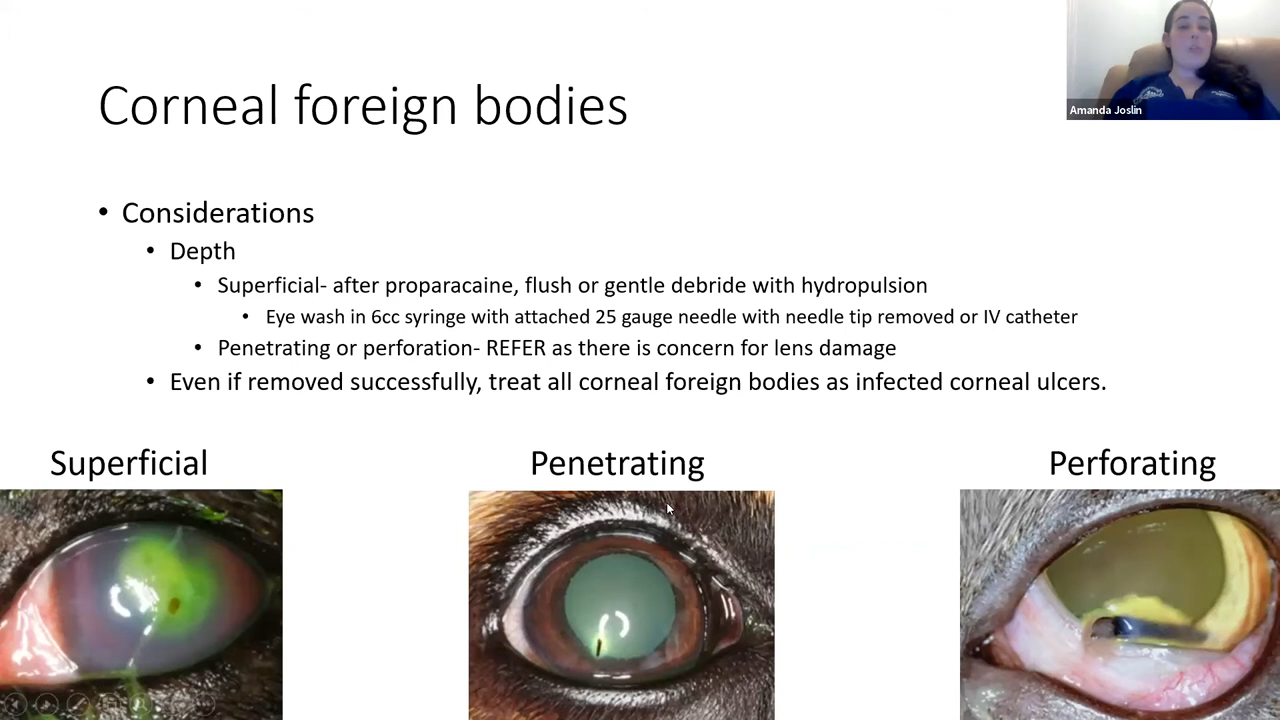 Amanda Joslin
Corneal foreign bodies
• Considerations
• Depth
• Superficial- after proparacaine, flush or gentle debride with hydropulsion
• Eye wash in 6cc syringe with attached 25 gauge needle with needle tip removed or IV catheter
• Penetrating or perforation- REFER as there is concern for lens damage
• Even if removed successfully, treat all corneal foreign bodies as infected corneal ulcers.
Superficial
Penetrating
Perforating